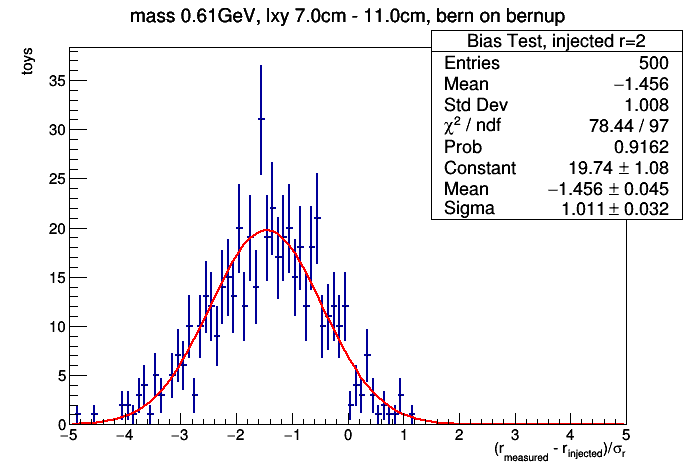 mass 0.61GeV, lxy 7.0cm - 11.0cm, bern on bernup
toys
Bias Test, injected r=2
Entries 500
Mean −1.456
Std Dev 1.008
χ² / ndf 78.44 / 97
Prob 0.9162
Constant 19.74 ± 1.08
Mean −1.456 ± 0.045
Sigma 1.011 ± 0.032
35
30
25
20
15
10
5
0
−5 −4 −3 −2 −1 0 1 2 3 4 5
(r_measured - r_injected)/σ_r